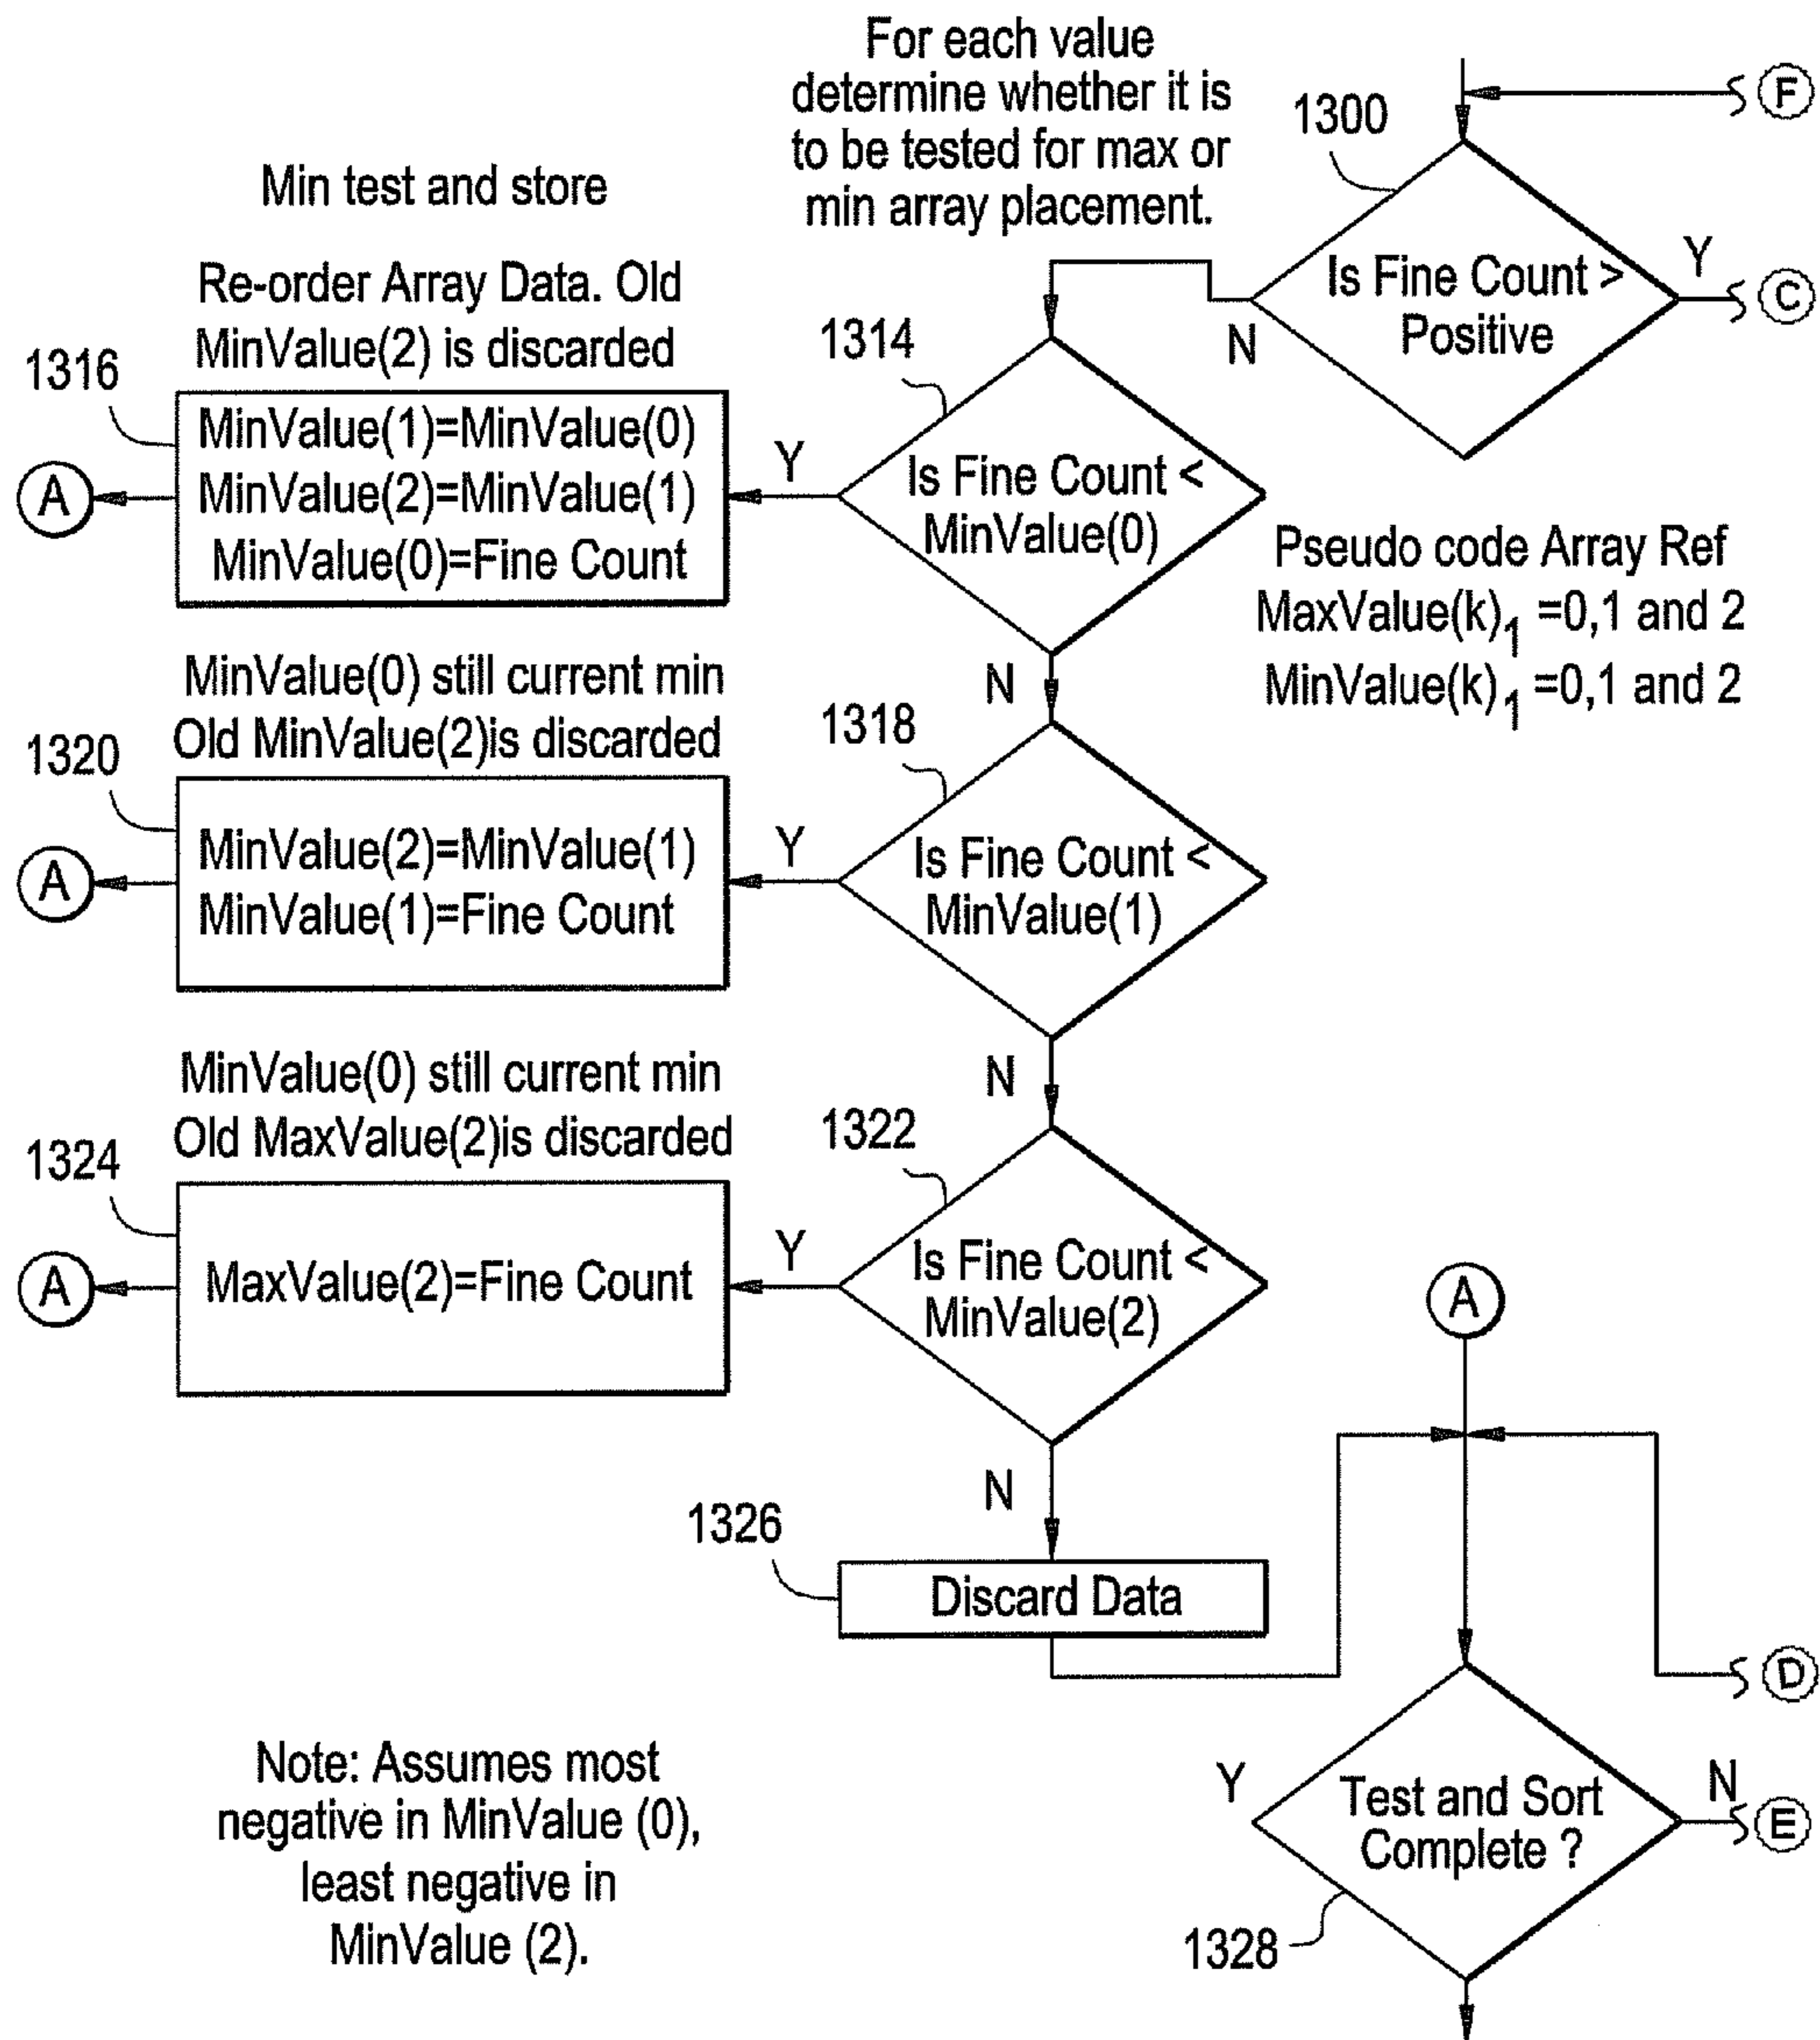 For each value
determine whether it is
to be tested for max or
min array placement.
F
1300
Is Fine Count >
Positive
Y
C
N
Min test and store
Re-order Array Data. Old
MinValue(2) is discarded
1316
MinValue(1)=MinValue(0)
MinValue(2)=MinValue(1)
MinValue(0)=Fine Count
A
Y
1314
Is Fine Count <
MinValue(0)
N
Pseudo code Array Ref
MaxValue(k)1 =0,1 and 2
MinValue(k)1 =0,1 and 2
MinValue(0) still current min
Old MinValue(2)is discarded
1320
MinValue(2)=MinValue(1)
MinValue(1)=Fine Count
A
Y
1318
Is Fine Count <
MinValue(1)
N
MinValue(0) still current min
Old MaxValue(2)is discarded
1324
MaxValue(2)=Fine Count
A
Y
1322
Is Fine Count <
MinValue(2)
N
1326
Discard Data
A
D
Y
Test and Sort
Complete ?
N
E
1328
Note: Assumes most
negative in MinValue (0),
least negative in
MinValue (2).